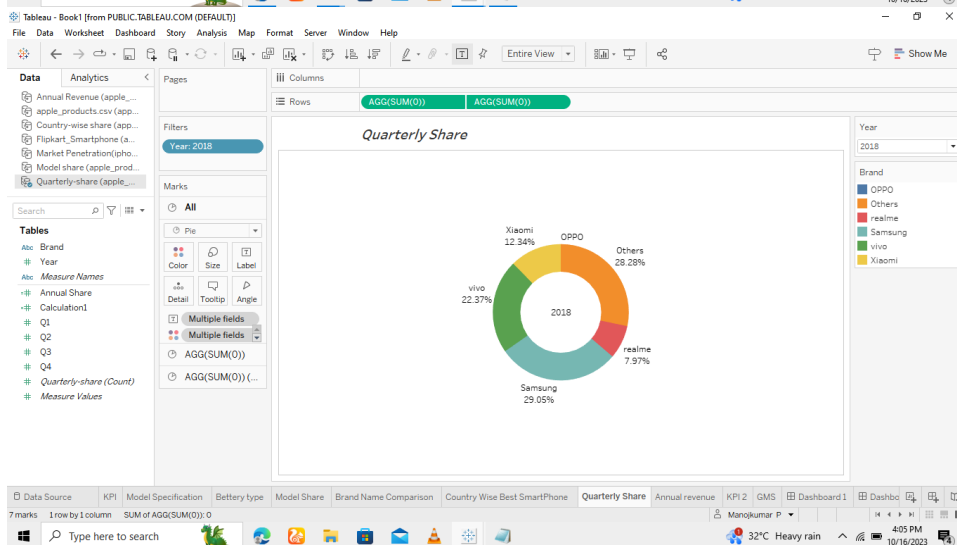 10/16/2023
Tableau - Book1 [from PUBLIC.TABLEAU.COM (DEFAULT)]
File Data Worksheet Dashboard Story Analysis Map Format Server Window Help
Entire View
Show Me
Data Analytics
Annual Revenue (apple_...
apple_products.csv (app...
Country-wise share (app...
Flipkart_Smartphone (a...
Market Penetration(ipho...
Model share (apple_prod...
Quarterly-share (apple_...
Search
Tables
Abc Brand
# Year
Abc Measure Names
# Annual Share
# Calculation1
# Q1
# Q2
# Q3
# Q4
# Quarterly-share (Count)
# Measure Values
Pages
Filters
Year: 2018
Marks
All
Pie
Color Size Label
Detail Tooltip Angle
Multiple fields
Multiple fields
AGG(SUM(0))
AGG(SUM(0)) (...
Columns
Rows AGG(SUM(0)) AGG(SUM(0))
Quarterly Share
Xiaomi
12.34%
OPPO
Others
28.28%
vivo
22.37%
2018
realme
7.97%
Samsung
29.05%
Year
2018
Brand
OPPO
Others
realme
Samsung
vivo
Xiaomi
Data Source KPI Model Specification Bettery type Model Share Brand Name Comparison Country Wise Best SmartPhone Quarterly Share Annual revenue KPI 2 GMS Dashboard 1 Dashbo
7 marks 1 row by 1 column SUM of AGG(SUM(0)): 0 Manojkumar P
Type here to search
32°C Heavy rain
4:05 PM
10/16/2023
4